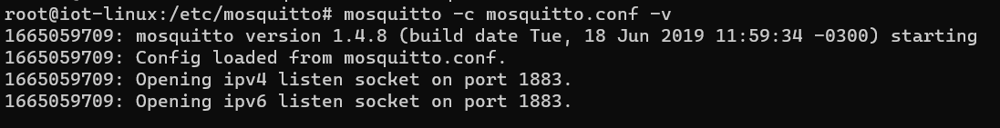 root@iot-linux:/etc/mosquitto# mosquitto -c mosquitto.conf -v
1665059709: mosquitto version 1.4.8 (build date Tue, 18 Jun 2019 11:59:34 -0300) starting
1665059709: Config loaded from mosquitto.conf.
1665059709: Opening ipv4 listen socket on port 1883.
1665059709: Opening ipv6 listen socket on port 1883.